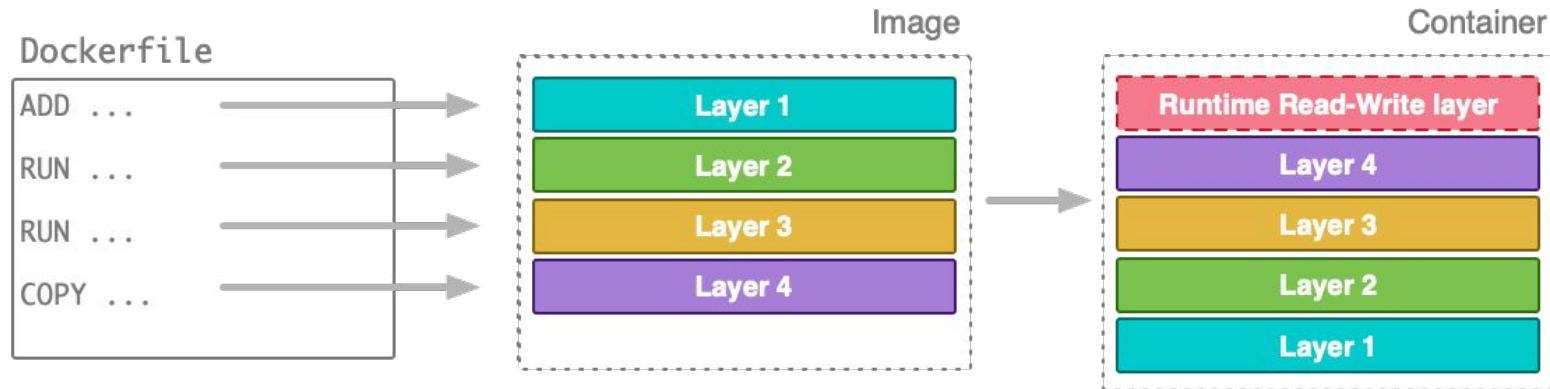 Dockerfile
ADD ...
RUN ...
RUN ...
COPY ...
Image
Layer 1
Layer 2
Layer 3
Layer 4
Container
Runtime Read-Write layer
Layer 4
Layer 3
Layer 2
Layer 1